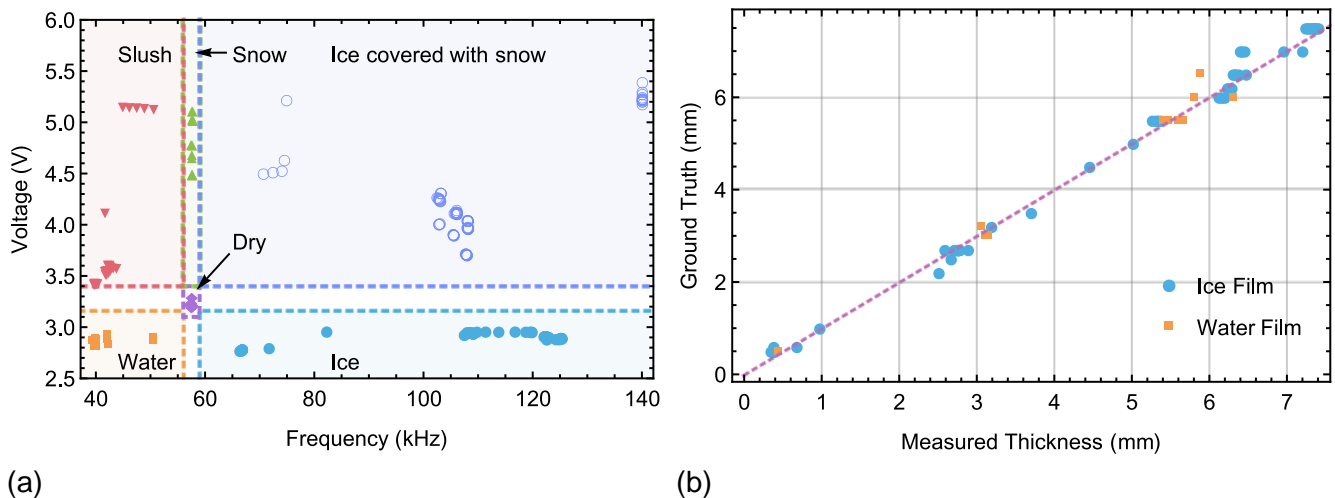 6.0
5.5
5.0
4.5
4.0
3.5
3.0
2.5
Voltage (V)
Slush
Snow
Ice covered with snow
Dry
Water
Ice
40
60
80
100
120
140
Frequency (kHz)
(a)
6
4
2
0
Ground Truth (mm)
Ice Film
Water Film
0
1
2
3
4
5
6
7
Measured Thickness (mm)
(b)